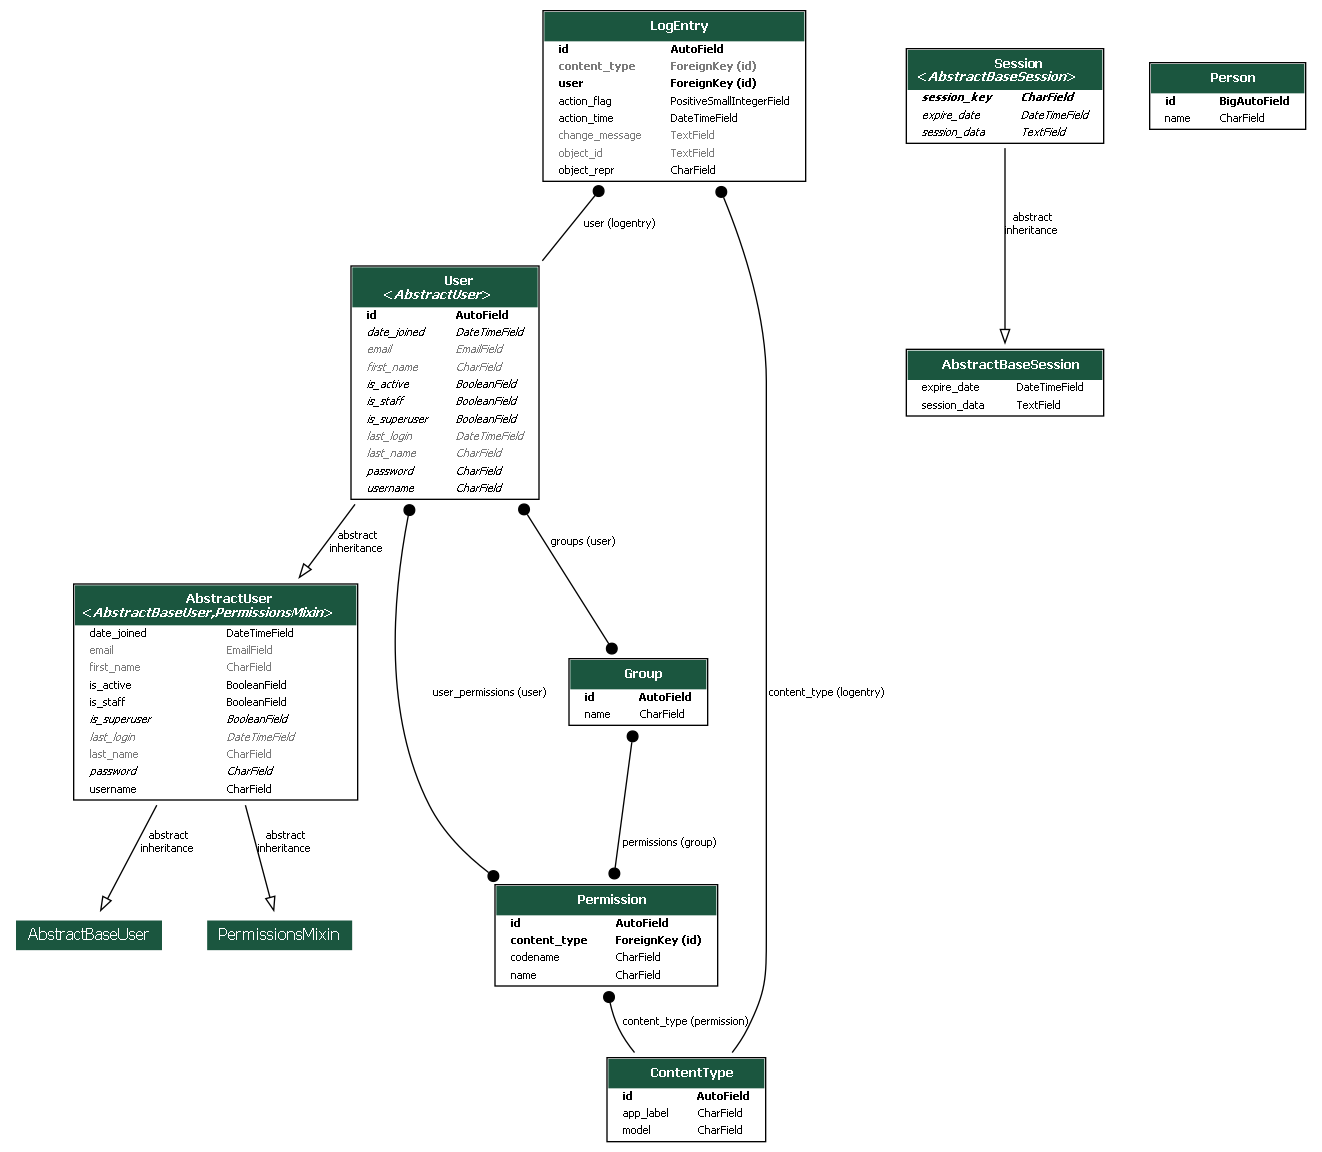 LogEntry
id AutoField
content_type ForeignKey (id)
user ForeignKey (id)
action_flag PositiveSmallIntegerField
action_time DateTimeField
change_message TextField
object_id TextField
object_repr CharField
Session
<AbstractBaseSession>
session_key CharField
expire_date DateTimeField
session_data TextField
Person
id BigAutoField
name CharField
user (logentry)
abstract
inheritance
User
<AbstractUser>
id AutoField
date_joined DateTimeField
email EmailField
first_name CharField
is_active BooleanField
is_staff BooleanField
is_superuser BooleanField
last_login DateTimeField
last_name CharField
password CharField
username CharField
AbstractBaseSession
expire_date DateTimeField
session_data TextField
abstract
inheritance
groups (user)
AbstractUser
<AbstractBaseUser,PermissionsMixin>
date_joined DateTimeField
email EmailField
first_name CharField
is_active BooleanField
is_staff BooleanField
is_superuser BooleanField
last_login DateTimeField
last_name CharField
password CharField
username CharField
user_permissions (user)
Group
id AutoField
name CharField
content_type (logentry)
abstract
inheritance
abstract
inheritance
permissions (group)
AbstractBaseUser
PermissionsMixin
Permission
id AutoField
content_type ForeignKey (id)
codename CharField
name CharField
content_type (permission)
ContentType
id AutoField
app_label CharField
model CharField